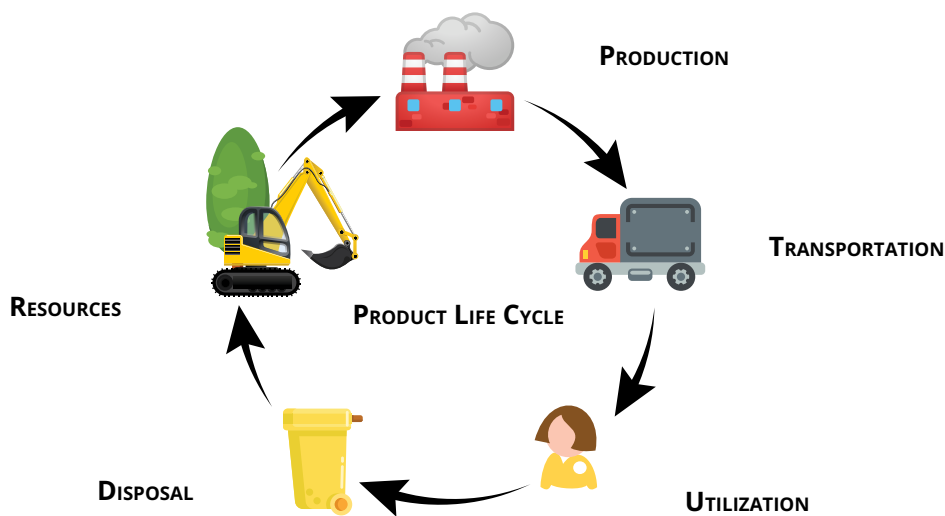 Production
Transportation
Resources
Product Life Cycle
Disposal
Utilization